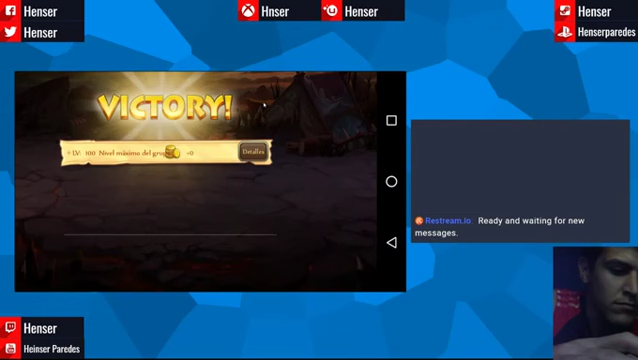 Henser
Henser
Hnser
Henser
Henser
Henserparedes
VICTORY!
LV: 100 Nivel máximo del
+0
Detalles
Restream.io. Ready and waiting for new
messages.
Henser
Heinser Paredes